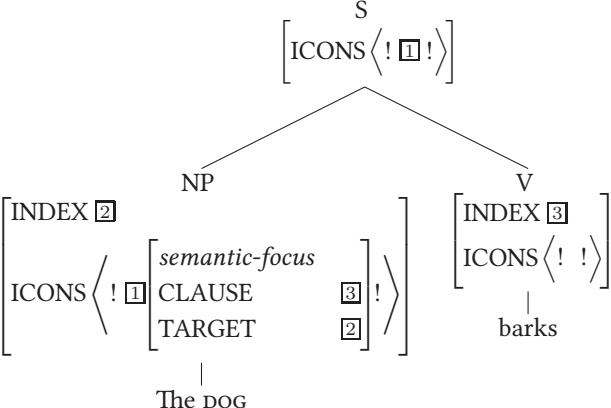 S
[ICONS⟨! 1 !⟩]
NP
V
INDEX 2
ICONS⟨! 1 [semantic-focus
CLAUSE 3
TARGET 2] !⟩
INDEX 3
ICONS⟨! !⟩
barks
The DOG